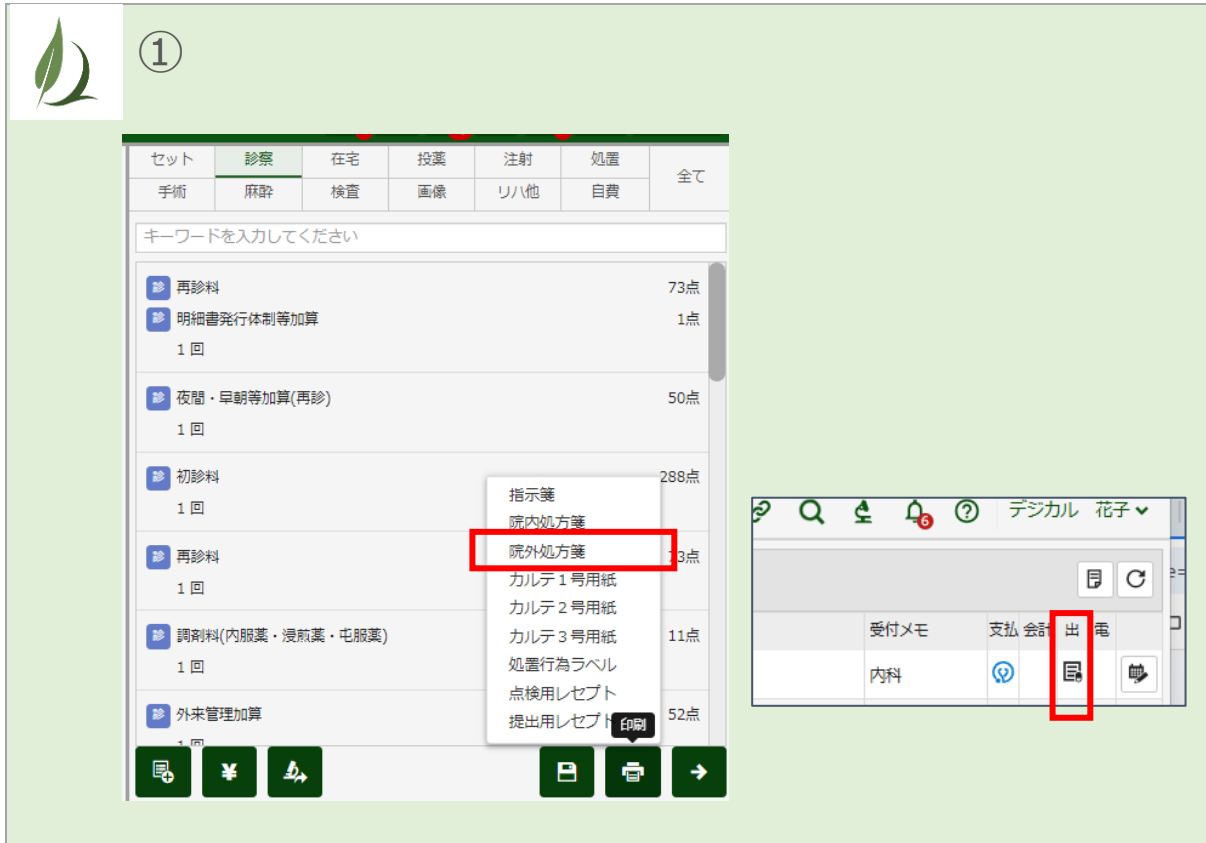 ①
セット 診察 在宅 投薬 注射 処置 全て
手術 麻酔 検査 画像 リハ他 自費
キーワードを入力してください
診 再診料 73点
診 明細書発行体制等加算 1点
1 回
診 夜間・早朝等加算(再診) 50点
1 回
診 初診料 288点
1 回
診 再診料 73点
1 回
診 調剤料(内服薬・浸煎薬・屯服薬) 11点
1 回
診 外来管理加算 52点
1 回
指示箋
院内処方箋
院外処方箋
カルテ1号用紙
カルテ2号用紙
カルテ3号用紙
処置行為ラベル
点検用レセプト
提出用レセプト
印刷
¥
6 デジカル 花子
受付メモ 支払 会計 出 電
内科